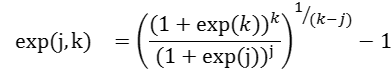 exp(j,k) = ( (1 + exp(k))^k / (1 + exp(j))^j )^1/(k−j) − 1